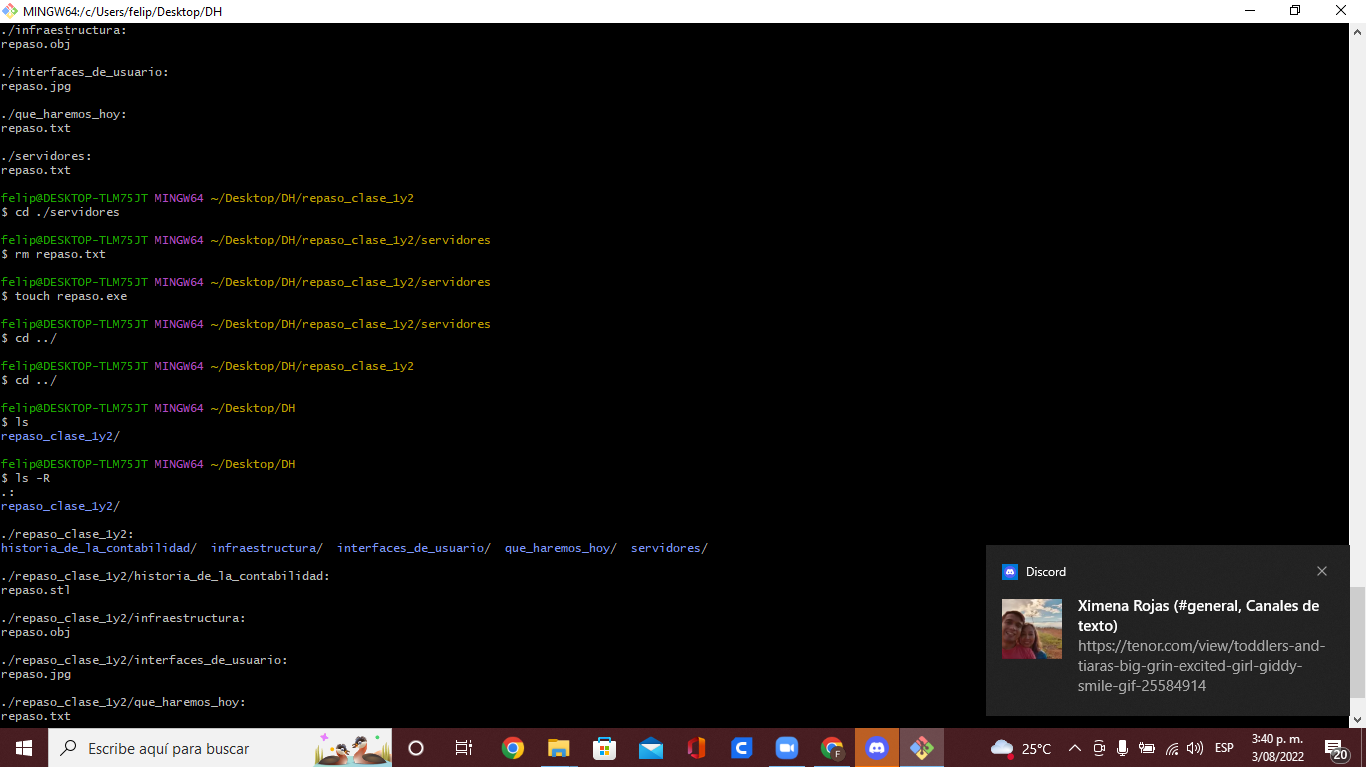 MINGW64:/c/Users/felip/Desktop/DH
./infraestructura:
repaso.obj
./interfaces_de_usuario:
repaso.jpg
./que_haremos_hoy:
repaso.txt
./servidores:
repaso.txt
felip@DESKTOP-TLM75JT MINGW64 ~/Desktop/DH/repaso_clase_1y2
$ cd ./servidores
felip@DESKTOP-TLM75JT MINGW64 ~/Desktop/DH/repaso_clase_1y2/servidores
$ rm repaso.txt
felip@DESKTOP-TLM75JT MINGW64 ~/Desktop/DH/repaso_clase_1y2/servidores
$ touch repaso.exe
felip@DESKTOP-TLM75JT MINGW64 ~/Desktop/DH/repaso_clase_1y2/servidores
$ cd ../
felip@DESKTOP-TLM75JT MINGW64 ~/Desktop/DH/repaso_clase_1y2
$ cd ../
felip@DESKTOP-TLM75JT MINGW64 ~/Desktop/DH
$ ls
repaso_clase_1y2/
felip@DESKTOP-TLM75JT MINGW64 ~/Desktop/DH
$ ls -R
.:
repaso_clase_1y2/
./repaso_clase_1y2:
historia_de_la_contabilidad/  infraestructura/  interfaces_de_usuario/  que_haremos_hoy/  servidores/
./repaso_clase_1y2/historia_de_la_contabilidad:
repaso.stl
./repaso_clase_1y2/infraestructura:
repaso.obj
./repaso_clase_1y2/interfaces_de_usuario:
repaso.jpg
./repaso_clase_1y2/que_haremos_hoy:
repaso.txt
Discord
Ximena Rojas (#general, Canales de
texto)
https://tenor.com/view/toddlers-and-
tiaras-big-grin-excited-girl-giddy-
smile-gif-25584914
Escribe aquí para buscar
C
F
25°C
ESP
3:40 p. m.
3/08/2022
20